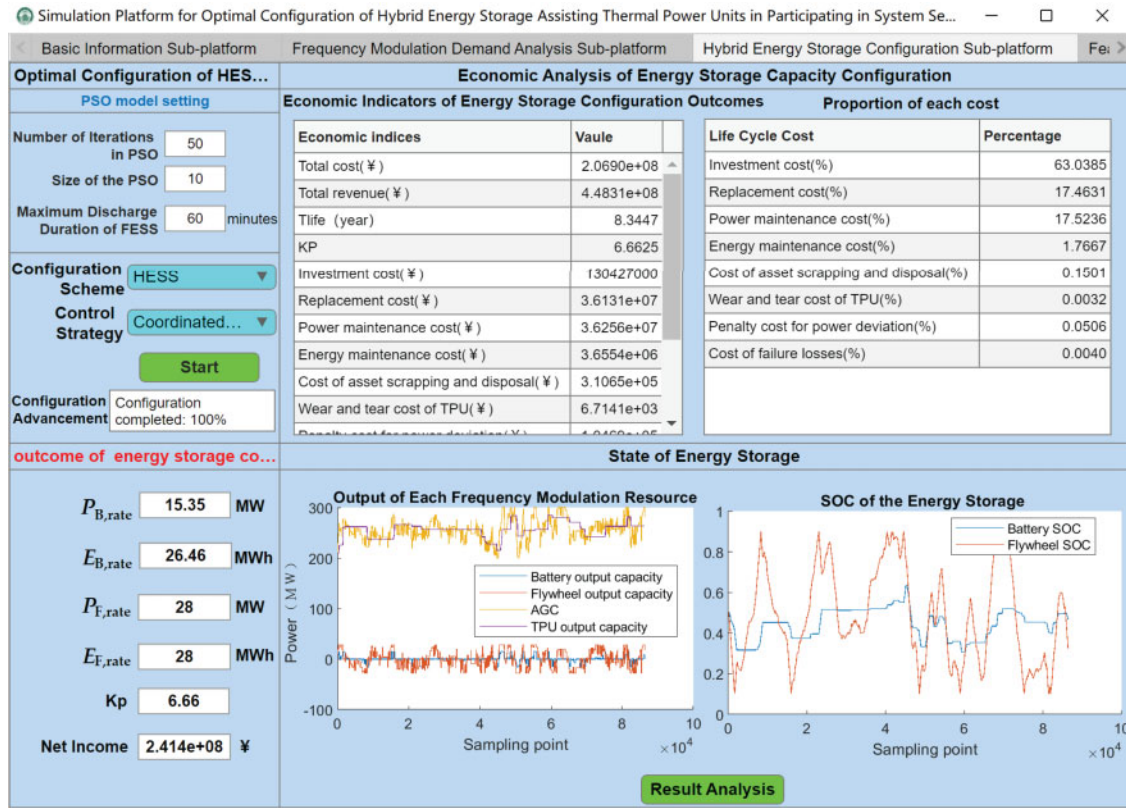 Simulation Platform for Optimal Configuration of Hybrid Energy Storage Assisting Thermal Power Units in Participating in System Se...
Basic Information Sub-platform
Frequency Modulation Demand Analysis Sub-platform
Hybrid Energy Storage Configuration Sub-platform
Fea
Optimal Configuration of HES...
PSO model setting
Number of Iterations
in PSO
50
Size of the PSO
10
Maximum Discharge
Duration of FESS
60
minutes
Configuration
Scheme
HESS
Control
Strategy
Coordinated...
Start
Configuration
Advancement
Configuration
completed: 100%
Economic Analysis of Energy Storage Capacity Configuration
Economic Indicators of Energy Storage Configuration Outcomes
Economic indices Vaule
Total cost(¥) 2.0690e+08
Total revenue(¥) 4.4831e+08
Tlife (year) 8.3447
KP 6.6625
Investment cost(¥) 130427000
Replacement cost(¥) 3.6131e+07
Power maintenance cost(¥) 3.6256e+07
Energy maintenance cost(¥) 3.6554e+06
Cost of asset scrapping and disposal(¥) 3.1065e+05
Wear and tear cost of TPU(¥) 6.7141e+03
Penalty cost for power deviation(¥) 1.0469e+05
Proportion of each cost
Life Cycle Cost Percentage
Investment cost(%) 63.0385
Replacement cost(%) 17.4631
Power maintenance cost(%) 17.5236
Energy maintenance cost(%) 1.7667
Cost of asset scrapping and disposal(%) 0.1501
Wear and tear cost of TPU(%) 0.0032
Penalty cost for power deviation(%) 0.0506
Cost of failure losses(%) 0.0040
outcome of energy storage co...
P B,rate 15.35 MW
E B,rate 26.46 MWh
P F,rate 28 MW
E F,rate 28 MWh
Kp 6.66
Net Income 2.414e+08 ¥
State of Energy Storage
Output of Each Frequency Modulation Resource
Power (MW)
300
200
100
0
-100
Battery output capacity
Flywheel output capacity
AGC
TPU output capacity
0 2 4 6 8 10
Sampling point
×10⁴
SOC of the Energy Storage
1
0.8
0.6
0.4
0.2
0
Battery SOC
Flywheel SOC
0 2 4 6 8 10
Sampling point
×10⁴
Result Analysis